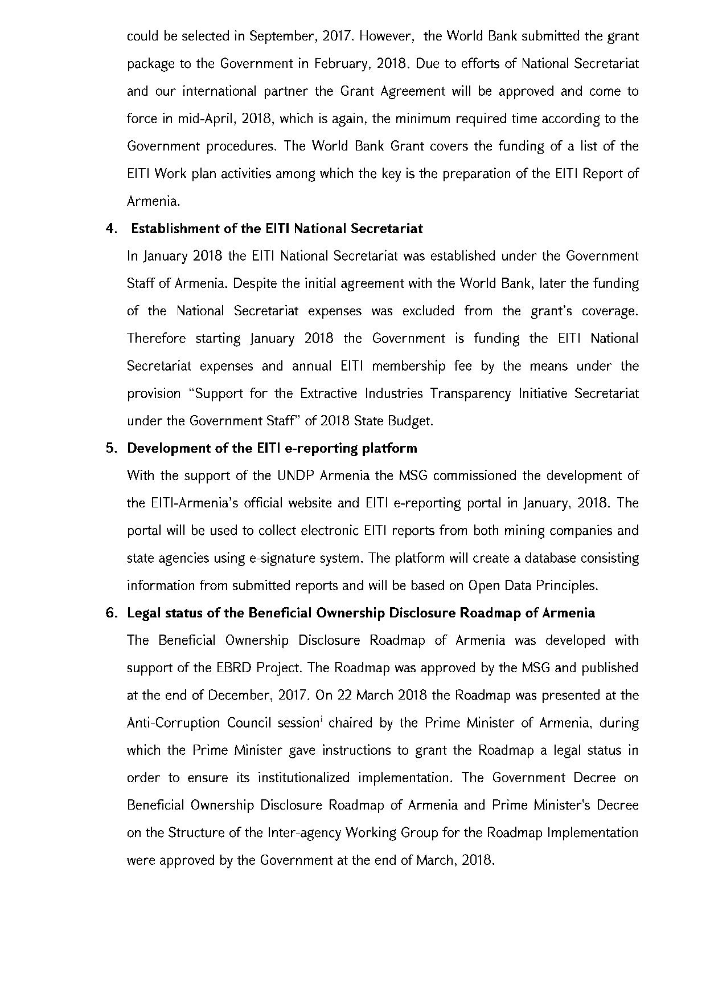 could be selected in September, 2017. However, the World Bank submitted the grant
package to the Government in February, 2018. Due to efforts of National Secretariat
and our international partner the Grant Agreement will be approved and come to
force in mid-April, 2018, which is again, the minimum required time according to the
Government procedures. The World Bank Grant covers the funding of a list of the
EITI Work plan activities among which the key is the preparation of the EITI Report of
Armenia.
4. Establishment of the EITI National Secretariat
In January 2018 the EITI National Secretariat was established under the Government
Staff of Armenia. Despite the initial agreement with the World Bank, later the funding
of the National Secretariat expenses was excluded from the grant’s coverage.
Therefore starting January 2018 the Government is funding the EITI National
Secretariat expenses and annual EITI membership fee by the means under the
provision “Support for the Extractive Industries Transparency Initiative Secretariat
under the Government Staff” of 2018 State Budget.
5. Development of the EITI e-reporting platform
With the support of the UNDP Armenia the MSG commissioned the development of
the EITI-Armenia’s official website and EITI e-reporting portal in January, 2018. The
portal will be used to collect electronic EITI reports from both mining companies and
state agencies using e-signature system. The platform will create a database consisting
information from submitted reports and will be based on Open Data Principles.
6. Legal status of the Beneficial Ownership Disclosure Roadmap of Armenia
The Beneficial Ownership Disclosure Roadmap of Armenia was developed with
support of the EBRD Project. The Roadmap was approved by the MSG and published
at the end of December, 2017. On 22 March 2018 the Roadmap was presented at the
Anti-Corruption Council sessionⁱ chaired by the Prime Minister of Armenia, during
which the Prime Minister gave instructions to grant the Roadmap a legal status in
order to ensure its institutionalized implementation. The Government Decree on
Beneficial Ownership Disclosure Roadmap of Armenia and Prime Minister's Decree
on the Structure of the Inter-agency Working Group for the Roadmap Implementation
were approved by the Government at the end of March, 2018.